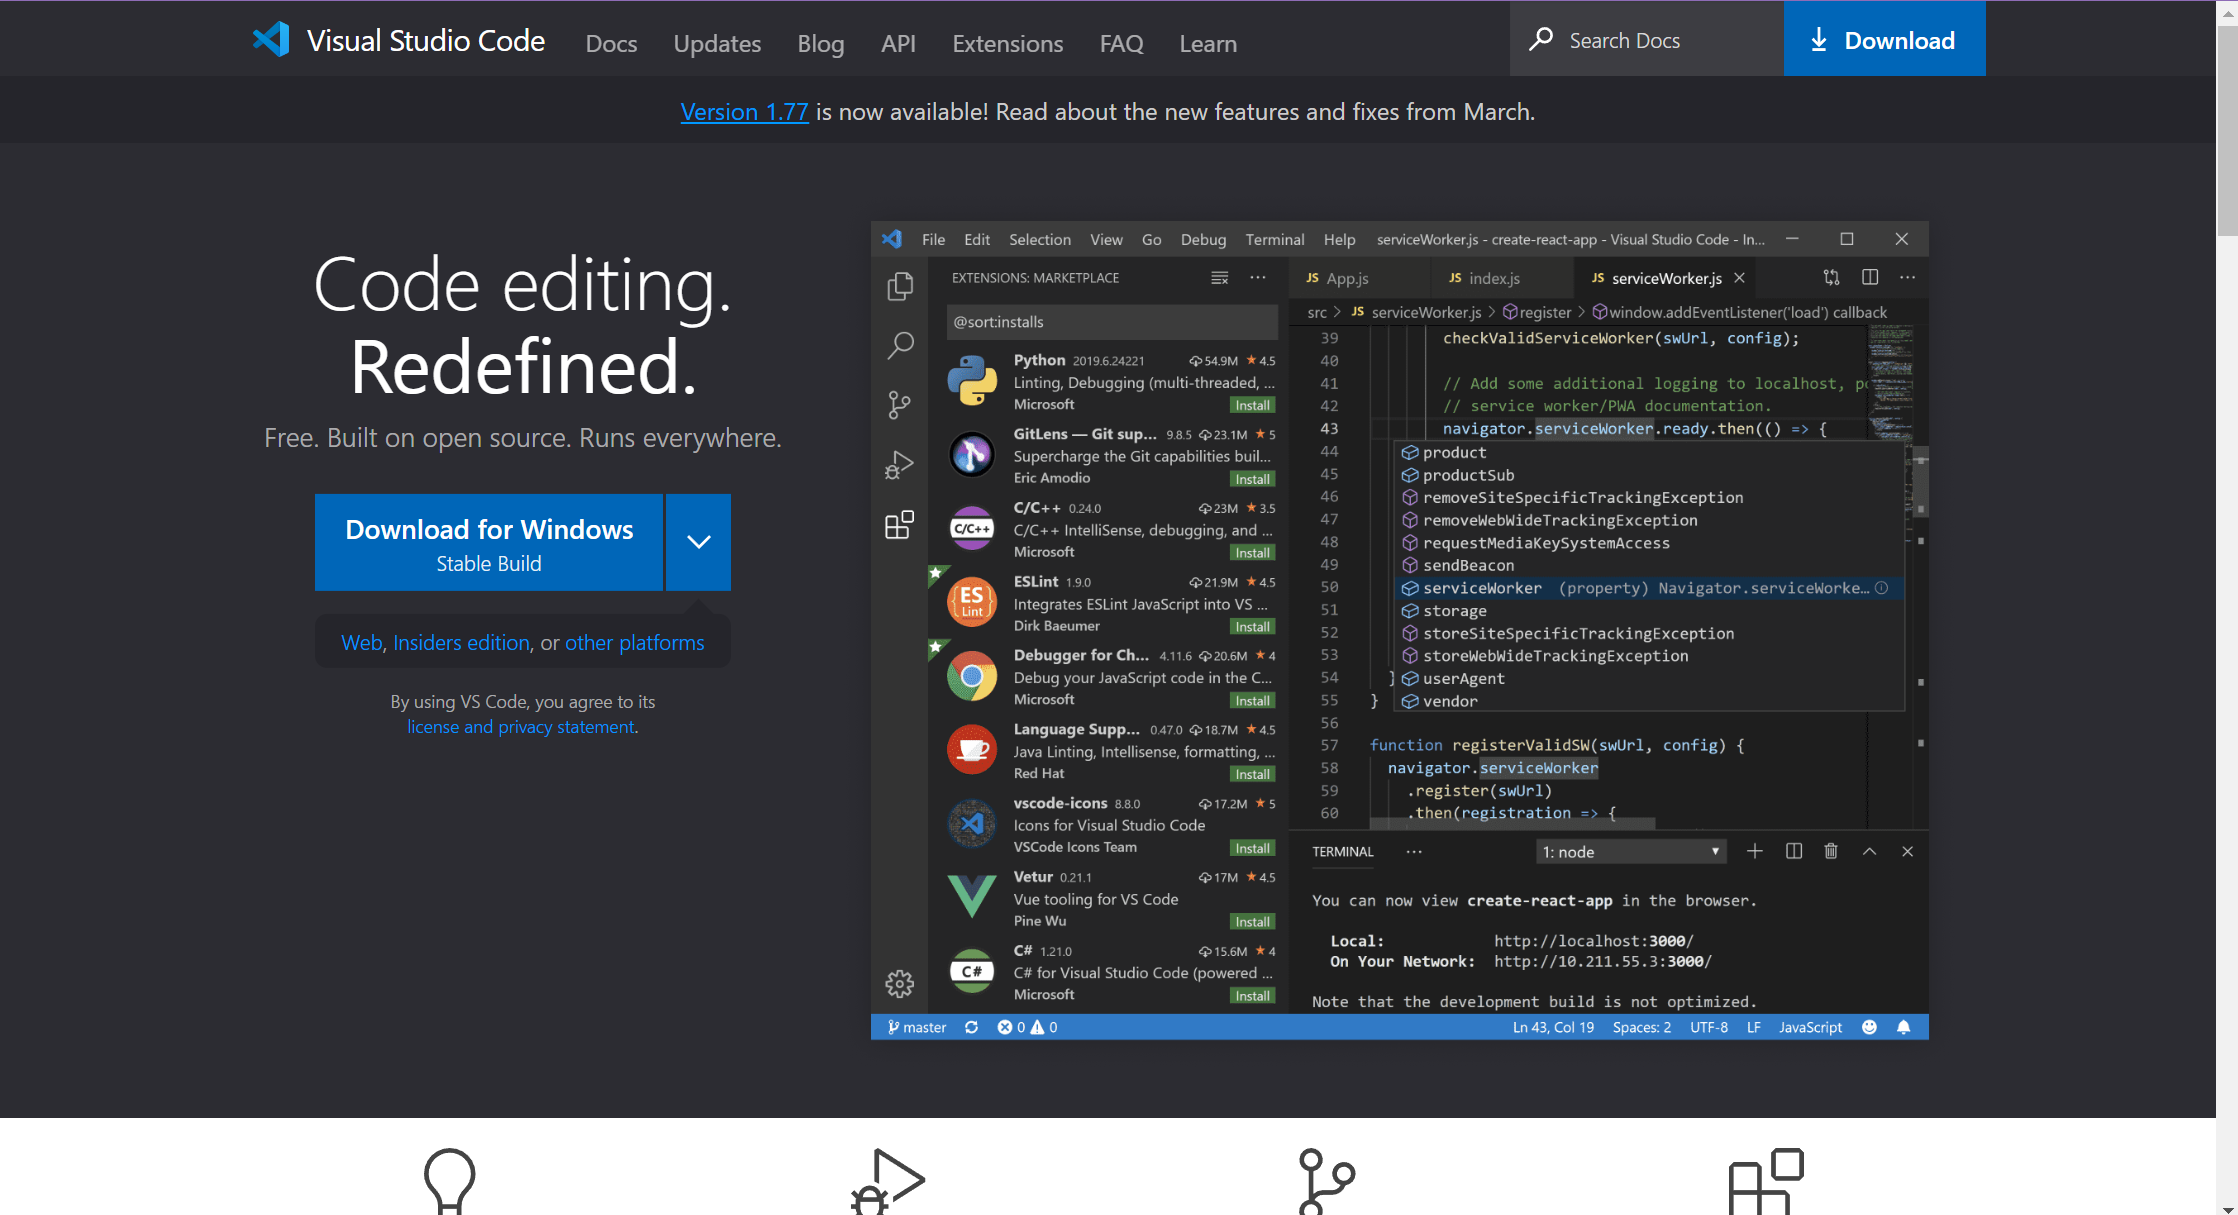 Visual Studio Code Docs Updates Blog API Extensions FAQ Learn Search Docs Download
Version 1.77 is now available! Read about the new features and fixes from March.
Code editing.
Redefined.
Free. Built on open source. Runs everywhere.
Download for Windows
Stable Build
Web, Insiders edition, or other platforms
By using VS Code, you agree to its
license and privacy statement.
File Edit Selection View Go Debug Terminal Help serviceWorker.js - create-react-app - Visual Studio Code - In...
EXTENSIONS: MARKETPLACE
@sort:installs
Python 2019.6.24221 54.9M ★ 4.5
Linting, Debugging (multi-threaded, ...
Microsoft Install
GitLens — Git sup... 9.8.5 23.1M ★ 5
Supercharge the Git capabilities buil...
Eric Amodio Install
C/C++
C/C++ 0.24.0 23M ★ 3.5
C/C++ IntelliSense, debugging, and ...
Microsoft Install
ES
Lint
ESLint 1.9.0 21.9M ★ 4.5
Integrates ESLint JavaScript into VS ...
Dirk Baeumer Install
Debugger for Ch... 4.11.6 20.6M ★ 4
Debug your JavaScript code in the C...
Microsoft Install
Language Supp... 0.47.0 18.7M ★ 4.5
Java Linting, Intellisense, formatting, ...
Red Hat Install
vscode-icons 8.8.0 17.2M ★ 5
Icons for Visual Studio Code
VSCode Icons Team Install
Vetur 0.21.1 17M ★ 4.5
Vue tooling for VS Code
Pine Wu Install
C#
C# 1.21.0 15.6M ★ 4
C# for Visual Studio Code (powered ...
Microsoft Install
JS App.js JS index.js JS serviceWorker.js
src > JS serviceWorker.js > register > window.addEventListener('load') callback
39 checkValidServiceWorker(swUrl, config);
40
41 // Add some additional logging to localhost, po
42 // service worker/PWA documentation.
43 navigator.serviceWorker.ready.then(() => {
44 product
45 productSub
46 removeSiteSpecificTrackingException
47 removeWebWideTrackingException
48 requestMediaKeySystemAccess
49 sendBeacon
50 serviceWorker (property) Navigator.serviceWorke...
51 storage
52 storeSiteSpecificTrackingException
53 storeWebWideTrackingException
54 } userAgent
55 } vendor
56
57 function registerValidSW(swUrl, config) {
58 navigator.serviceWorker
59 .register(swUrl)
60 .then(registration => {
TERMINAL ... 1: node
You can now view create-react-app in the browser.
Local: http://localhost:3000/
On Your Network: http://10.211.55.3:3000/
Note that the development build is not optimized.
master 0 0 Ln 43, Col 19 Spaces: 2 UTF-8 LF JavaScript